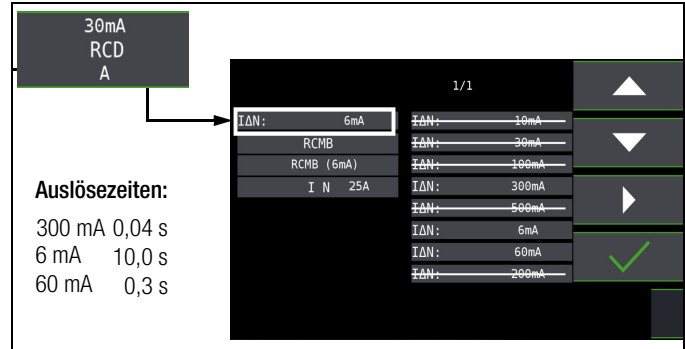 30mA
RCD
A
1/1
IΔN: 6mA
RCMB
RCMB (6mA)
I N 25A
IΔN: 10mA
IΔN: 30mA
IΔN: 100mA
IΔN: 300mA
IΔN: 500mA
IΔN: 6mA
IΔN: 60mA
IΔN: 200mA
Auslösezeiten:
300 mA 0,04 s
6 mA 10,0 s
60 mA 0,3 s